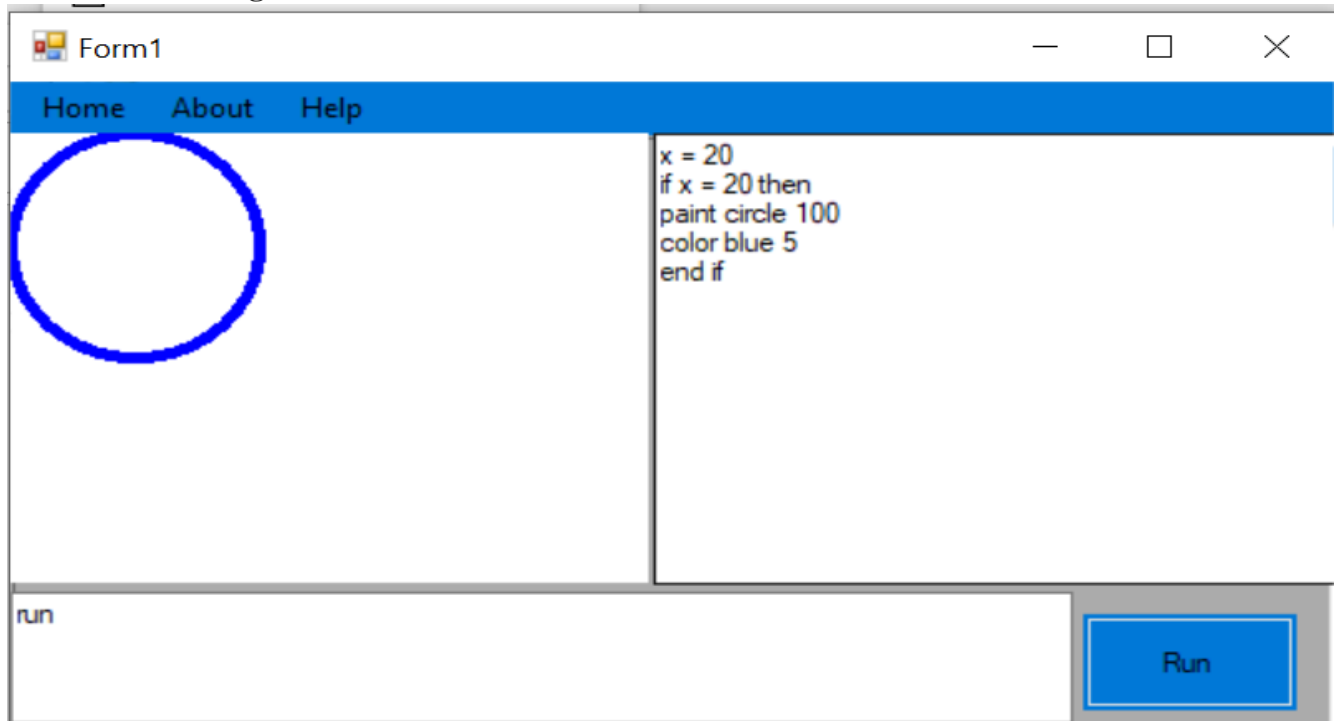 Form1
Home About Help
x = 20
if x = 20 then
paint circle 100
color blue 5
end if
run
Run